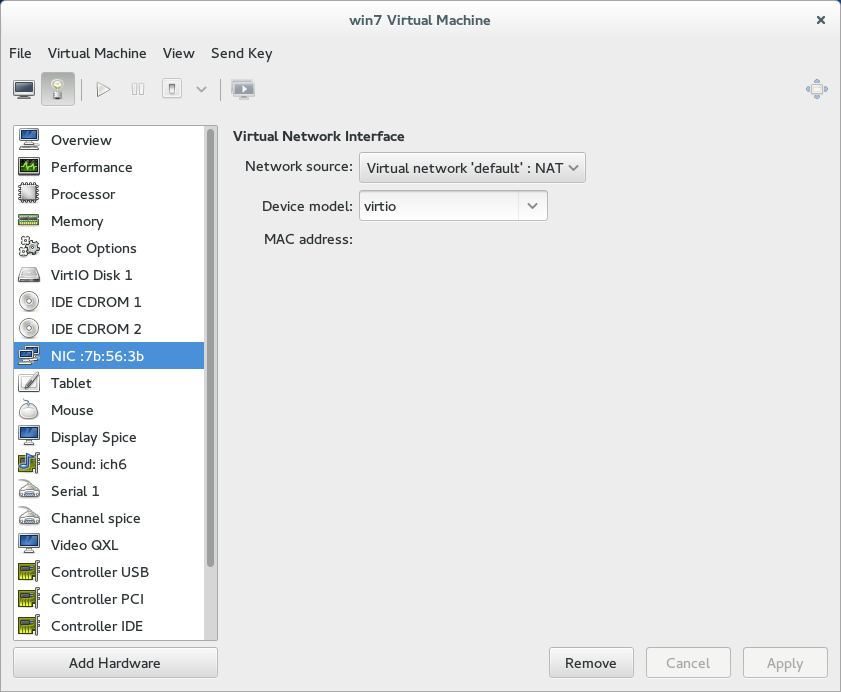 win7 Virtual Machine
File Virtual Machine View Send Key
Overview
Performance
Processor
Memory
Boot Options
VirtIO Disk 1
IDE CDROM 1
IDE CDROM 2
NIC :7b:56:3b
Tablet
Mouse
Display Spice
Sound: ich6
Serial 1
Channel spice
Video QXL
Controller USB
Controller PCI
Controller IDE
Add Hardware
Virtual Network Interface
Network source: Virtual network 'default' : NAT
Device model: virtio
MAC address:
Remove Cancel Apply